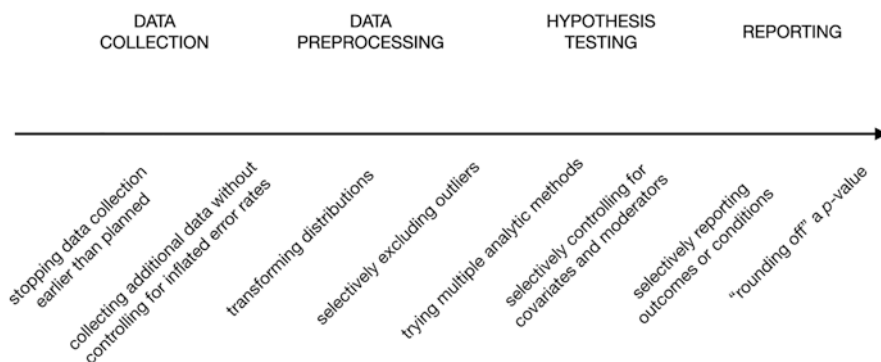 DATA
COLLECTION
DATA
PREPROCESSING
HYPOTHESIS
TESTING
REPORTING
stopping data collection
earlier than planned
collecting additional data without
controlling for inflated error rates
transforming distributions
selectively excluding outliers
trying multiple analytic methods
selectively controlling for
covariates and moderators
selectively reporting
outcomes or conditions
“rounding off” a p-value